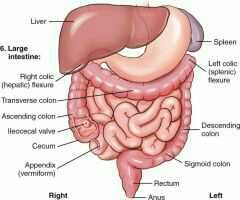 Liver
Spleen
6. Large
intestine:
Left colic
(splenic)
flexure
Right colic
(hepatic) flexure
Transverse colon
Ascending colon
Ileocecal valve
Cecum
Descending
colon
Appendix
(vermiform)
Sigmoid colon
Rectum
Right
Anus
Left